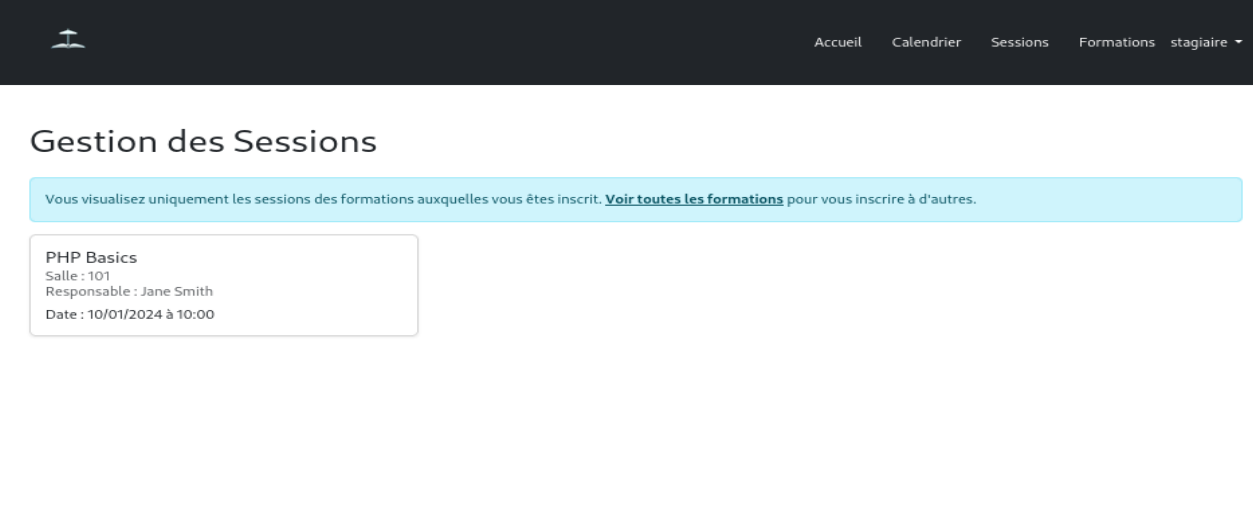 Accueil Calendrier Sessions Formations stagiaire
Gestion des Sessions
Vous visualisez uniquement les sessions des formations auxquelles vous êtes inscrit. Voir toutes les formations pour vous inscrire à d'autres.
PHP Basics
Salle : 101
Responsable : Jane Smith
Date : 10/01/2024 à 10:00